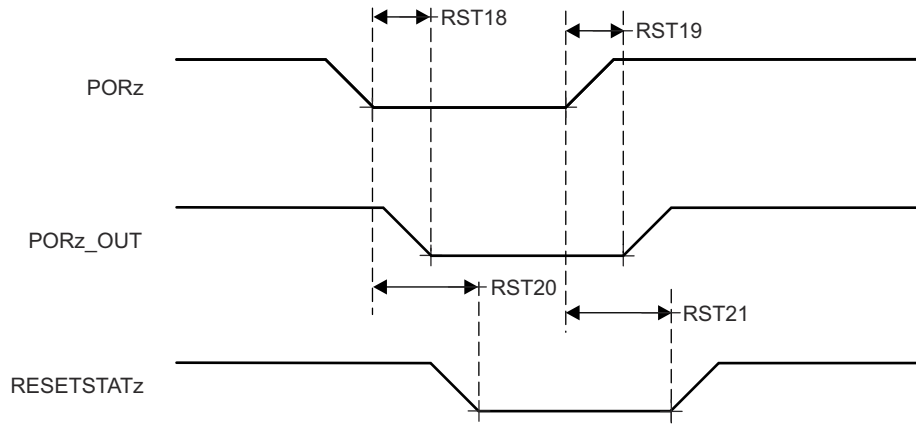 RST18
RST19
PORz
PORz_OUT
RST20
RST21
RESETSTATz